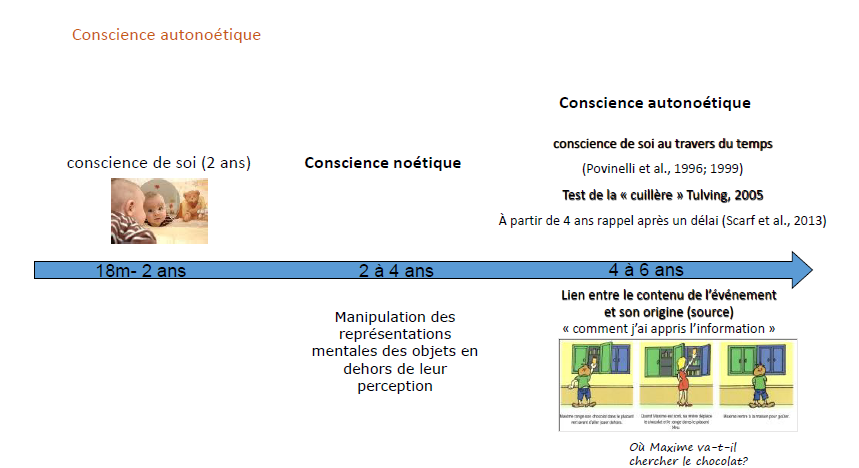 Conscience autonoétique
Conscience autonoétique
conscience de soi au travers du temps
conscience de soi (2 ans)
Conscience noétique
(Povinelli et al., 1996; 1999)
Test de la « cuillère » Tulving, 2005
À partir de 4 ans rappel après un délai (Scarf et al., 2013)
18m- 2 ans
2 à 4 ans
4 à 6 ans
Lien entre le contenu de l’événement
et son origine (source)
« comment j’ai appris l’information »
Manipulation des
représentations
mentales des objets en
dehors de leur
perception
Où Maxime va-t-il
chercher le chocolat?